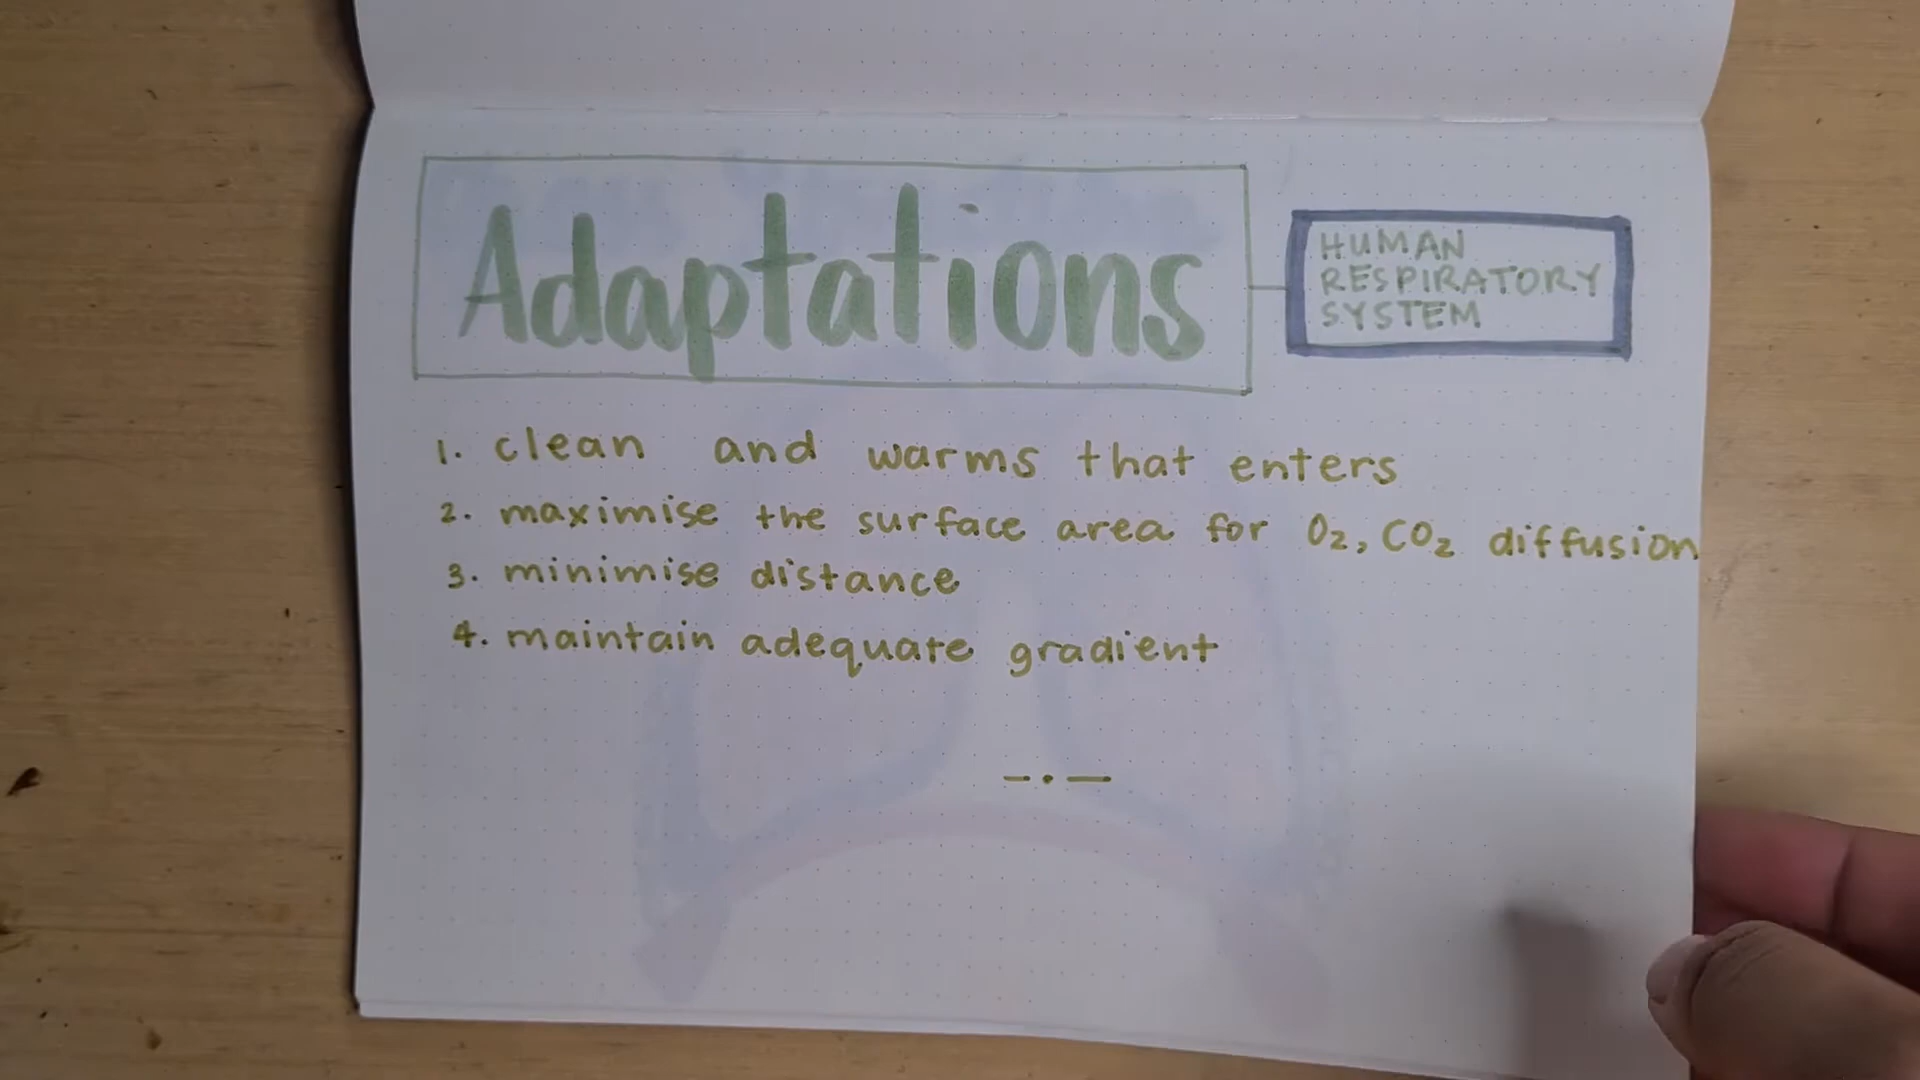 Adaptations
HUMAN
RESPIRATORY
SYSTEM
1. clean and warms that enters
2. maximise the surface area for O₂, CO₂ diffusion
3. minimise distance
4. maintain adequate gradient